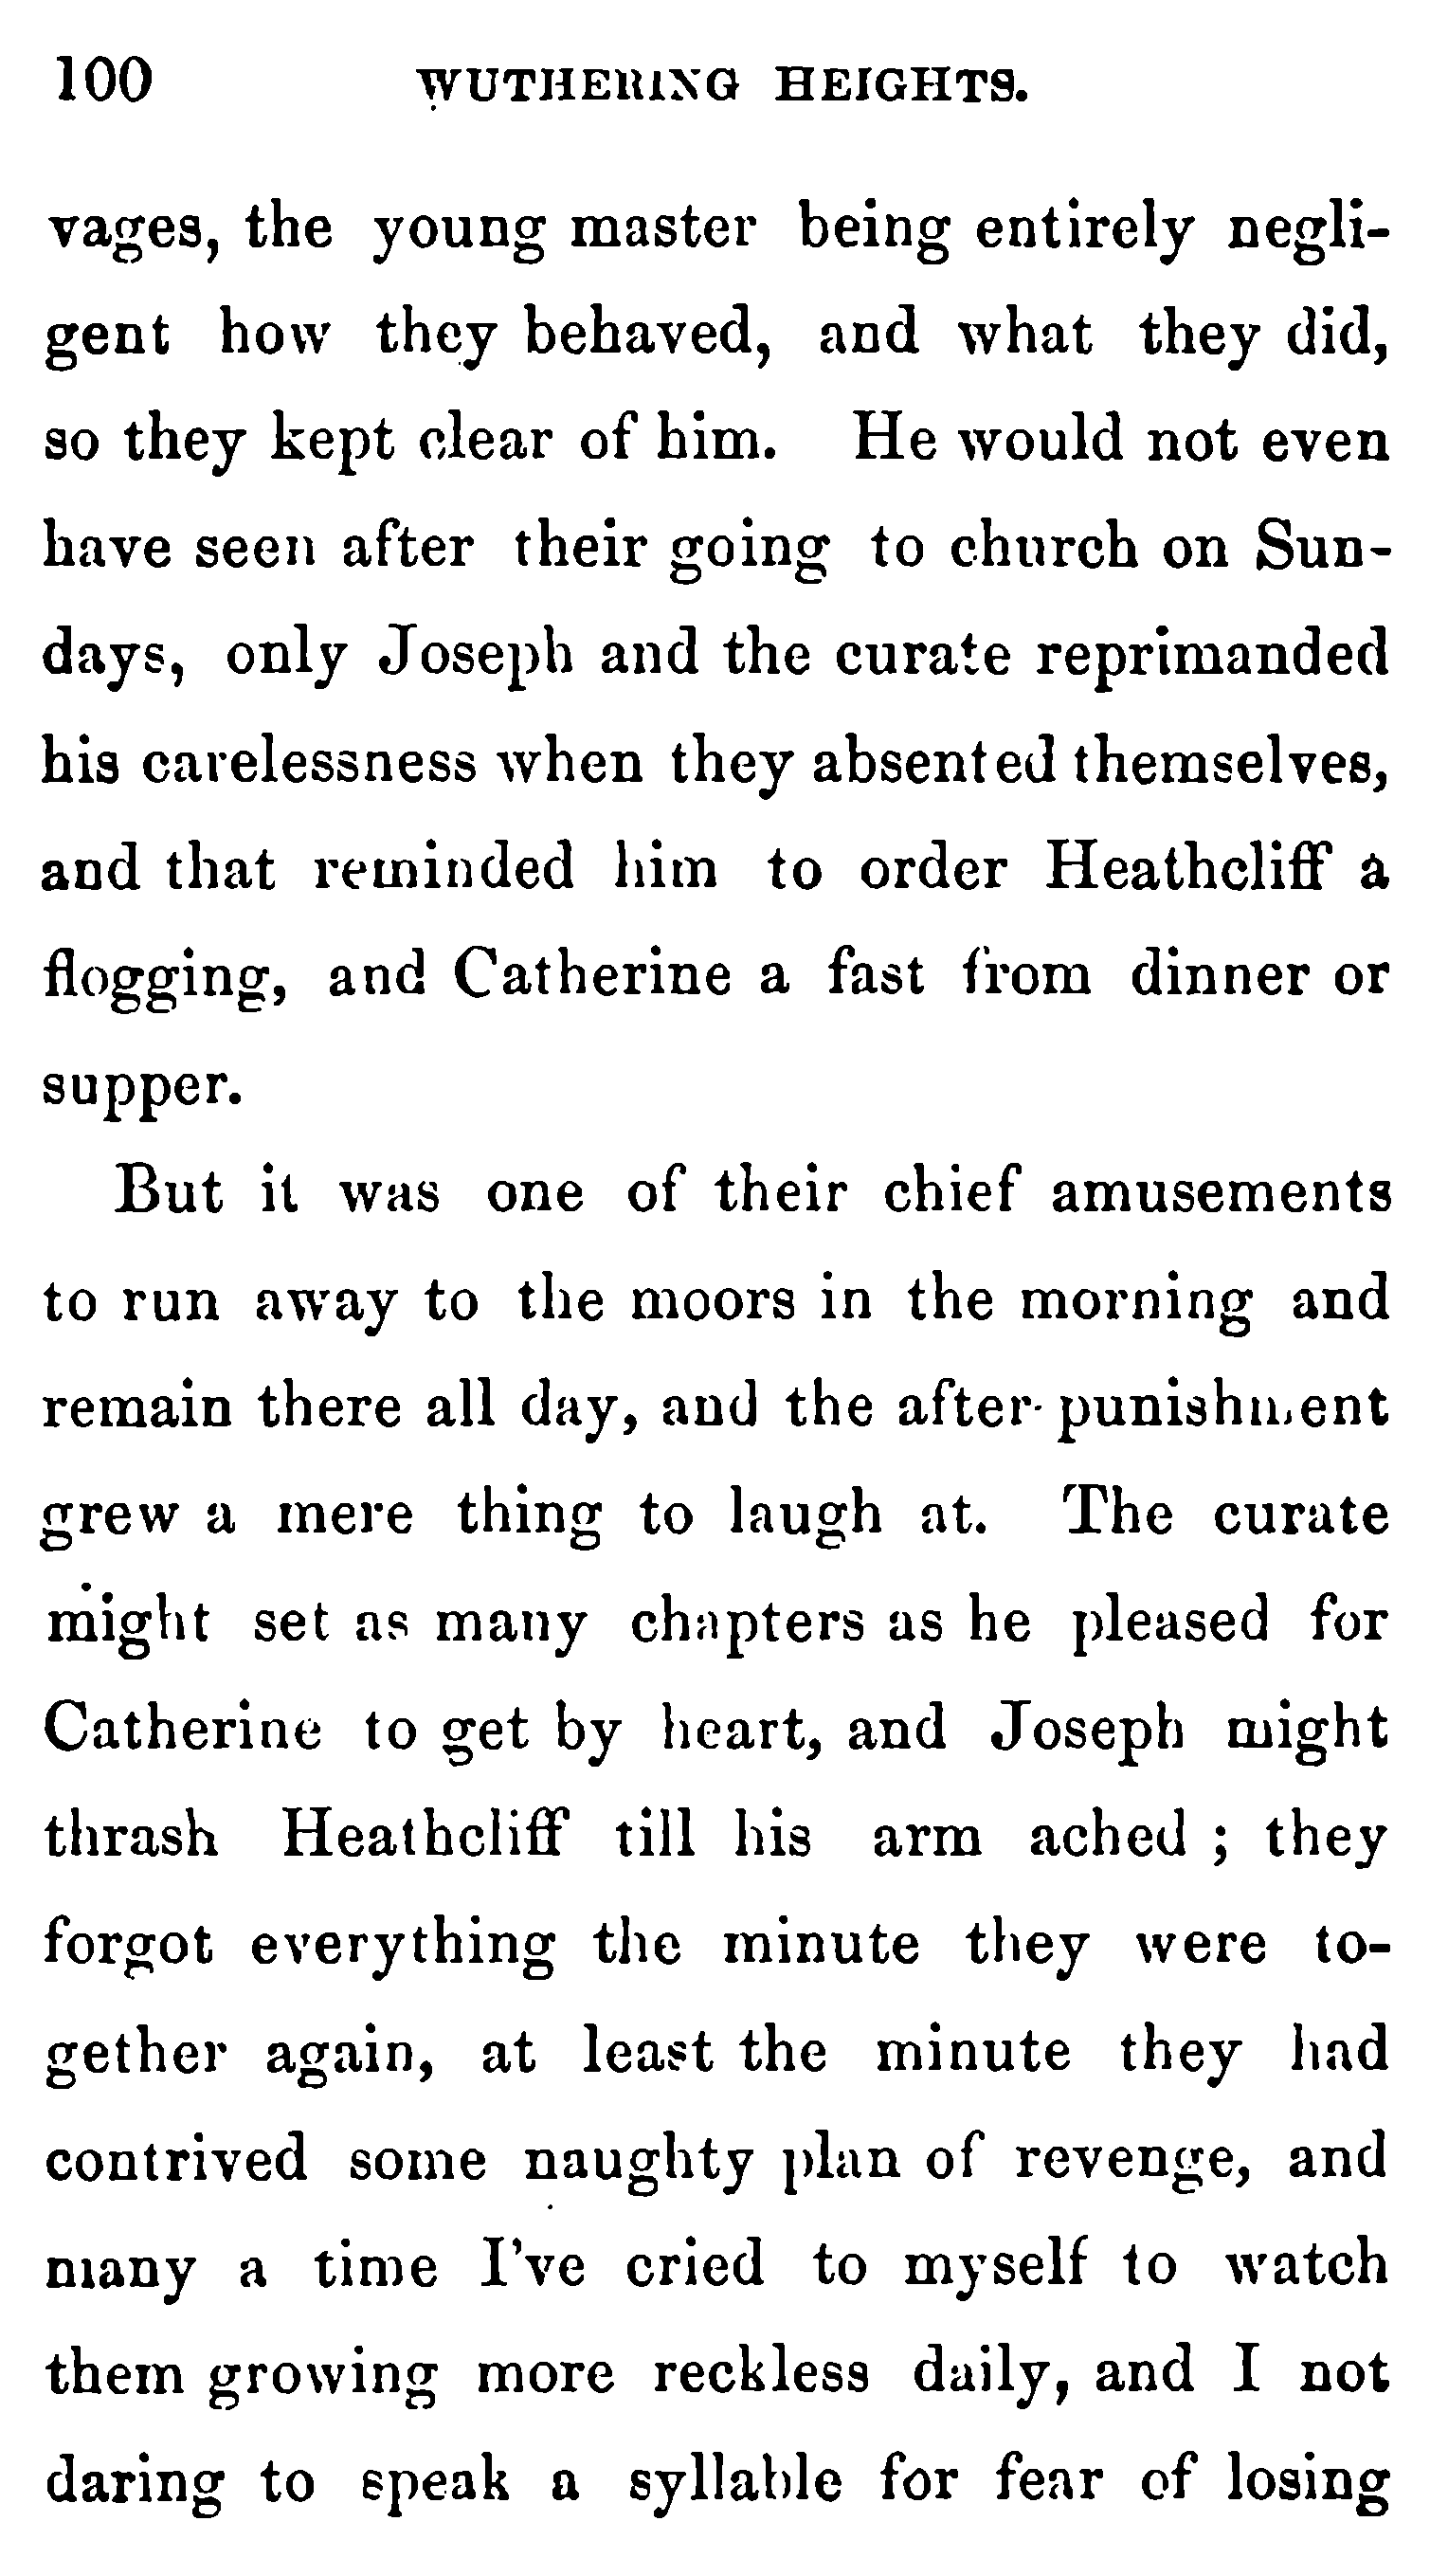 100 WUTHERING HEIGHTS.
vages, the young master being entirely negli-
gent how they behaved, and what they did,
so they kept clear of him. He would not even
have seen after their going to church on Sun-
days, only Joseph and the curate reprimanded
his carelessness when they absented themselves,
and that reminded him to order Heathcliff a
flogging, and Catherine a fast from dinner or
supper.
But it was one of their chief amusements
to run away to the moors in the morning and
remain there all day, and the after-punishment
grew a mere thing to laugh at. The curate
might set as many chapters as he pleased for
Catherine to get by heart, and Joseph might
thrash Heathcliff till his arm ached ; they
forgot everything the minute they were to-
gether again, at least the minute they had
contrived some naughty plan of revenge, and
many a time I've cried to myself to watch
them growing more reckless daily, and I not
daring to speak a syllable for fear of losing